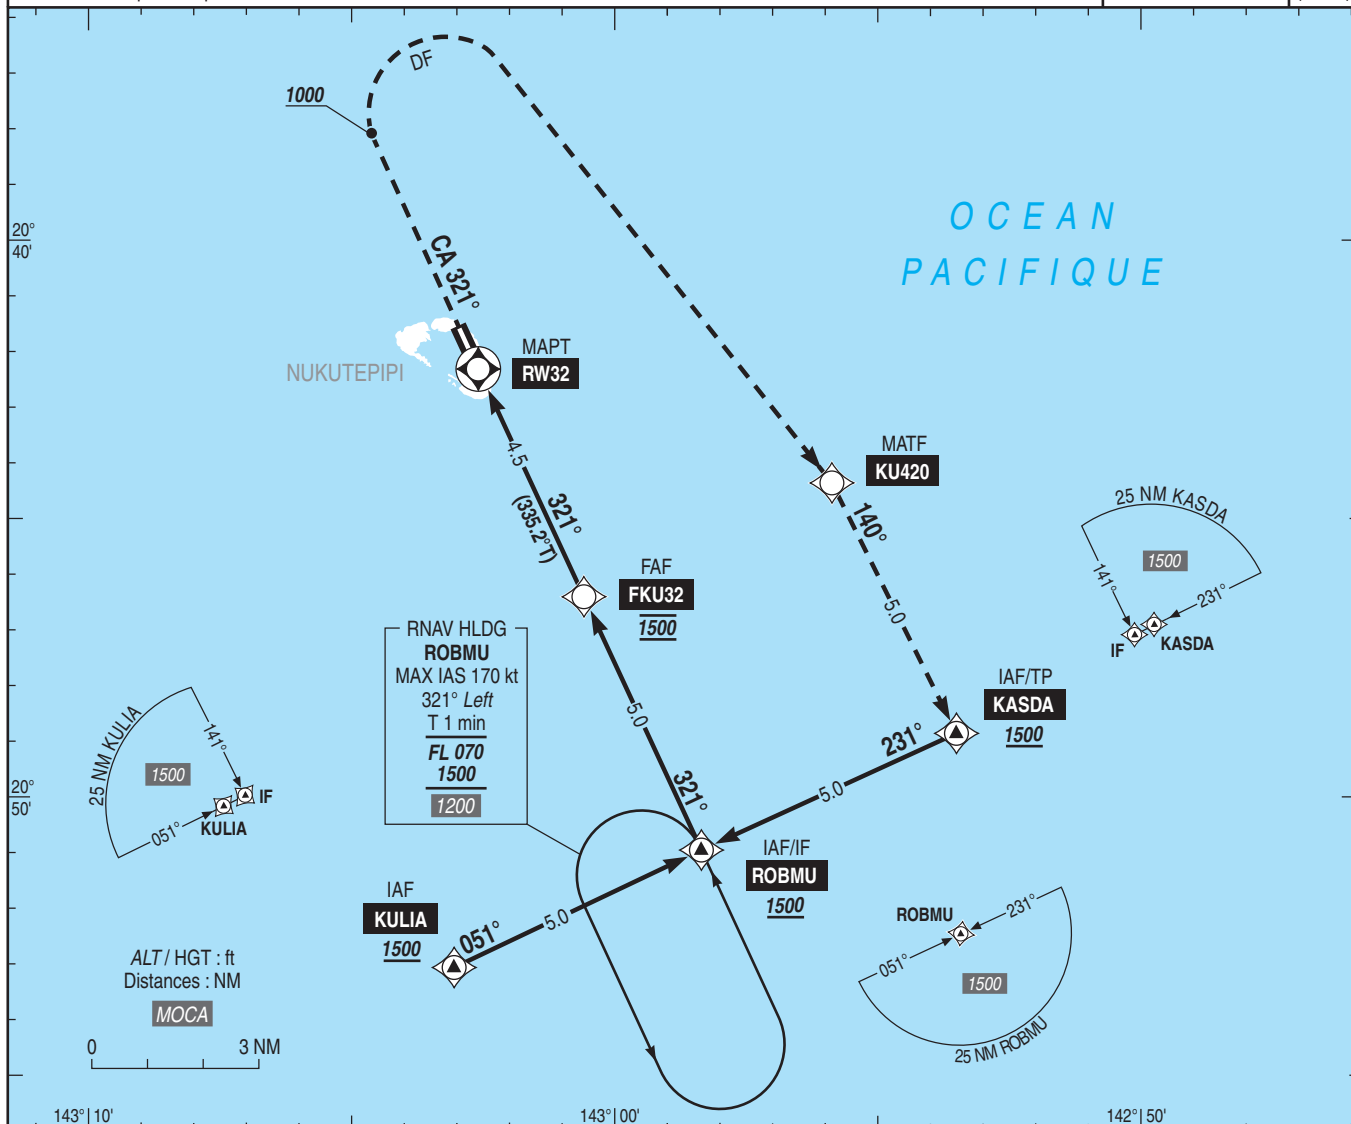 DF
1000
OCEAN
PACIFIQUE
20°
40'
CA 321°
NUKUTEPIPI
MAPT
RW32
4.5
321°
(335.2°T)
MATF
KU420
140°
5.0
25 NM KASDA
1500
141°
231°
IF
KASDA
FAF
FKU32
1500
RNAV HLDG
ROBMU
MAX IAS 170 kt
321° Left
T 1 min
FL 070
1500
1200
5.0
321°
IAF/TP
KASDA
1500
231°
5.0
25 NM KULIA
1500
141°
051°
IF
KULIA
20°
50'
IAF/IF
ROBMU
1500
IAF
KULIA
1500
051°
5.0
ROBMU
231°
051°
1500
25 NM ROBMU
ALT / HGT : ft
Distances : NM
MOCA
0 3 NM
143° 10' 143° 00' 142° 50'